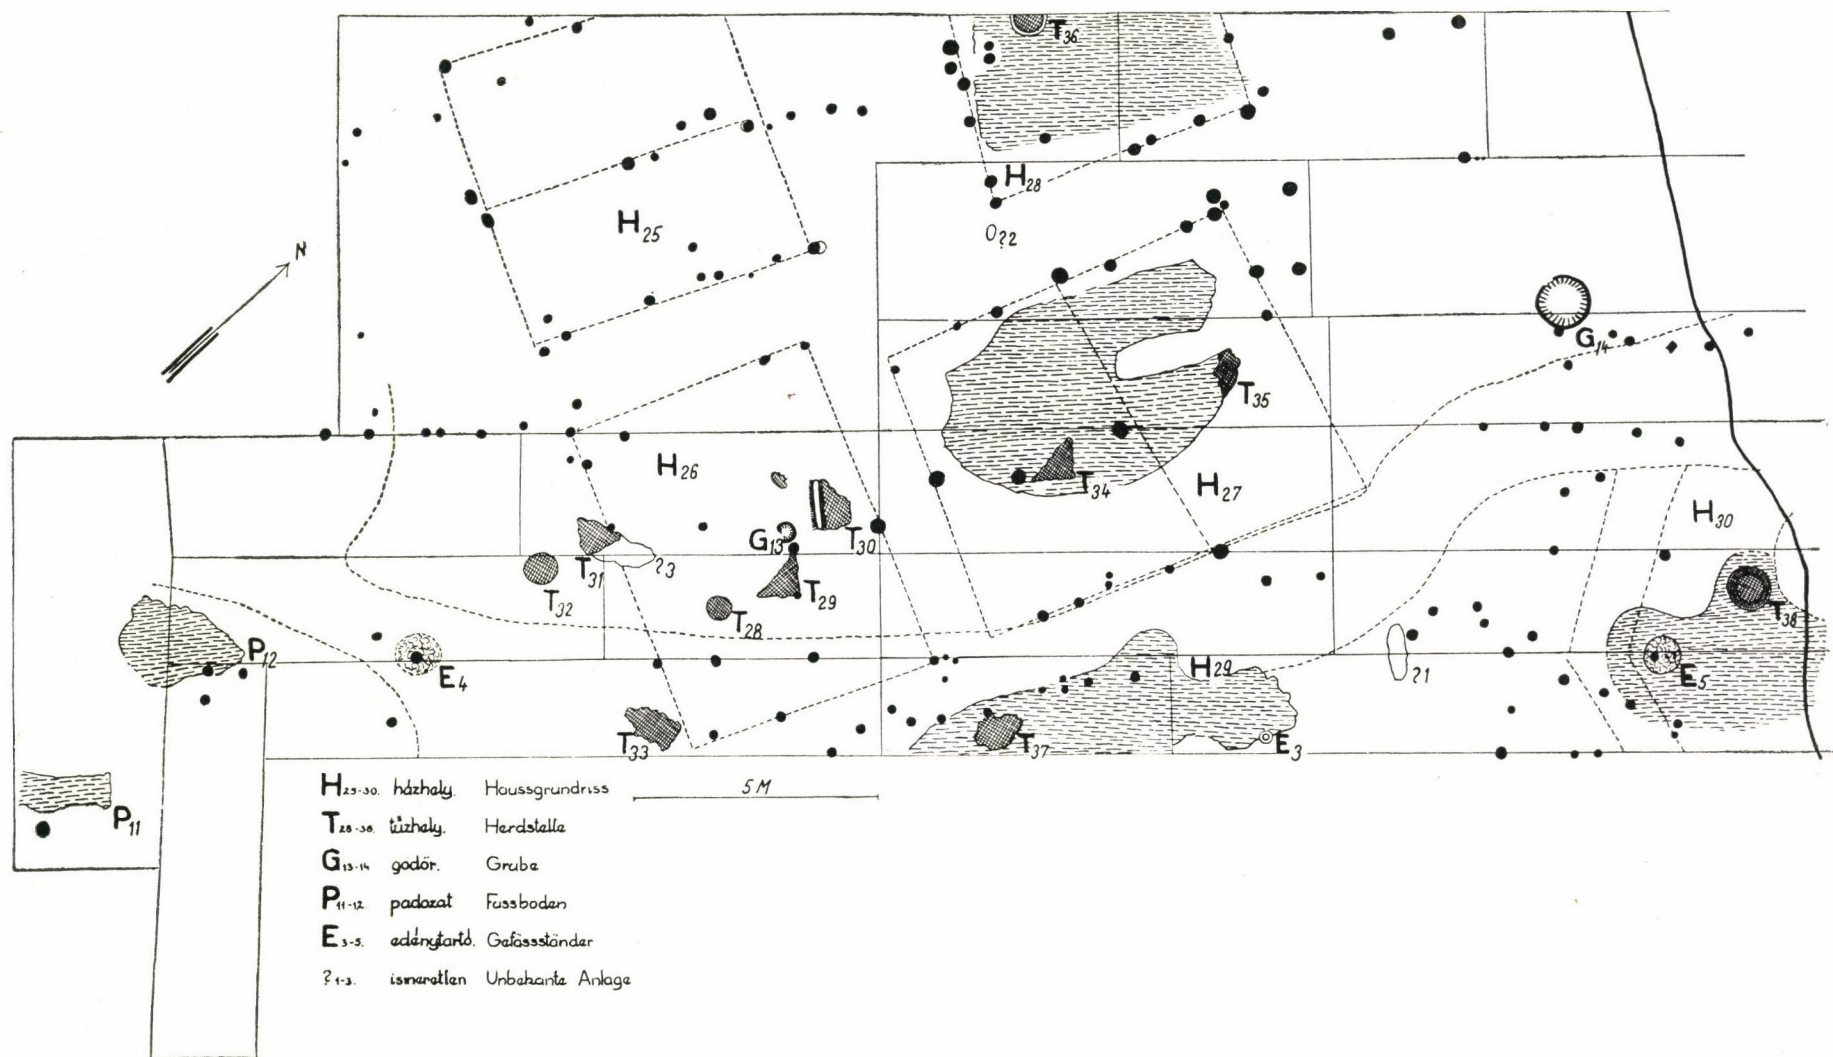 T36
H28
N
H25
?2
G14
T35
H26
T34
H27
H30
G13
T30
T31
?3
T32
T29
T28
T38
P12
E4
H29
?1
E5
T33
T37
E3
H25-30. házhely. Haussgrundriss
5 M
T28-38. tűzhely. Herdstelle
P11
G13-14 gödör. Grube
P11-12 padozat Fussboden
E3-5. edénytartó. Gefässständer
?1-3. ismeretlen Unbekante Anlage